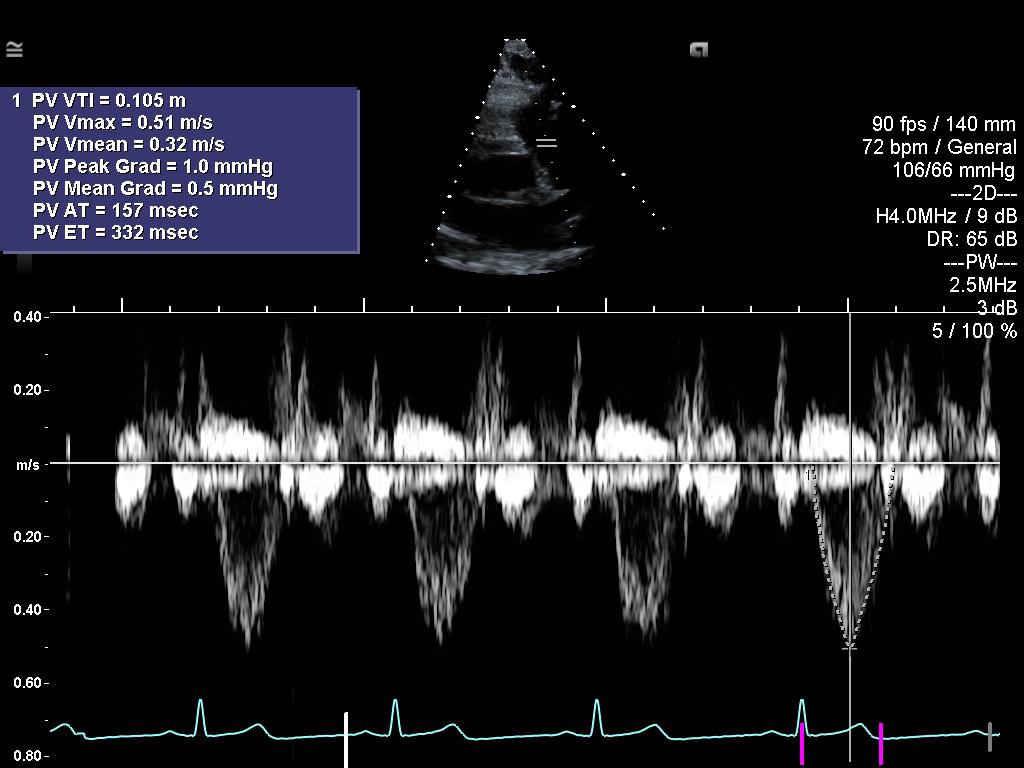 1 PV VTI = 0.105 m
PV Vmax = 0.51 m/s
PV Vmean = 0.32 m/s
PV Peak Grad = 1.0 mmHg
PV Mean Grad = 0.5 mmHg
PV AT = 157 msec
PV ET = 332 msec
90 fps / 140 mm
72 bpm / General
106/66 mmHg
---2D---
H4.0MHz / 9 dB
DR: 65 dB
---PW---
2.5MHz
3 dB
5 / 100 %
0.40
0.20
m/s
1
0.20
0.40
0.60
0.80